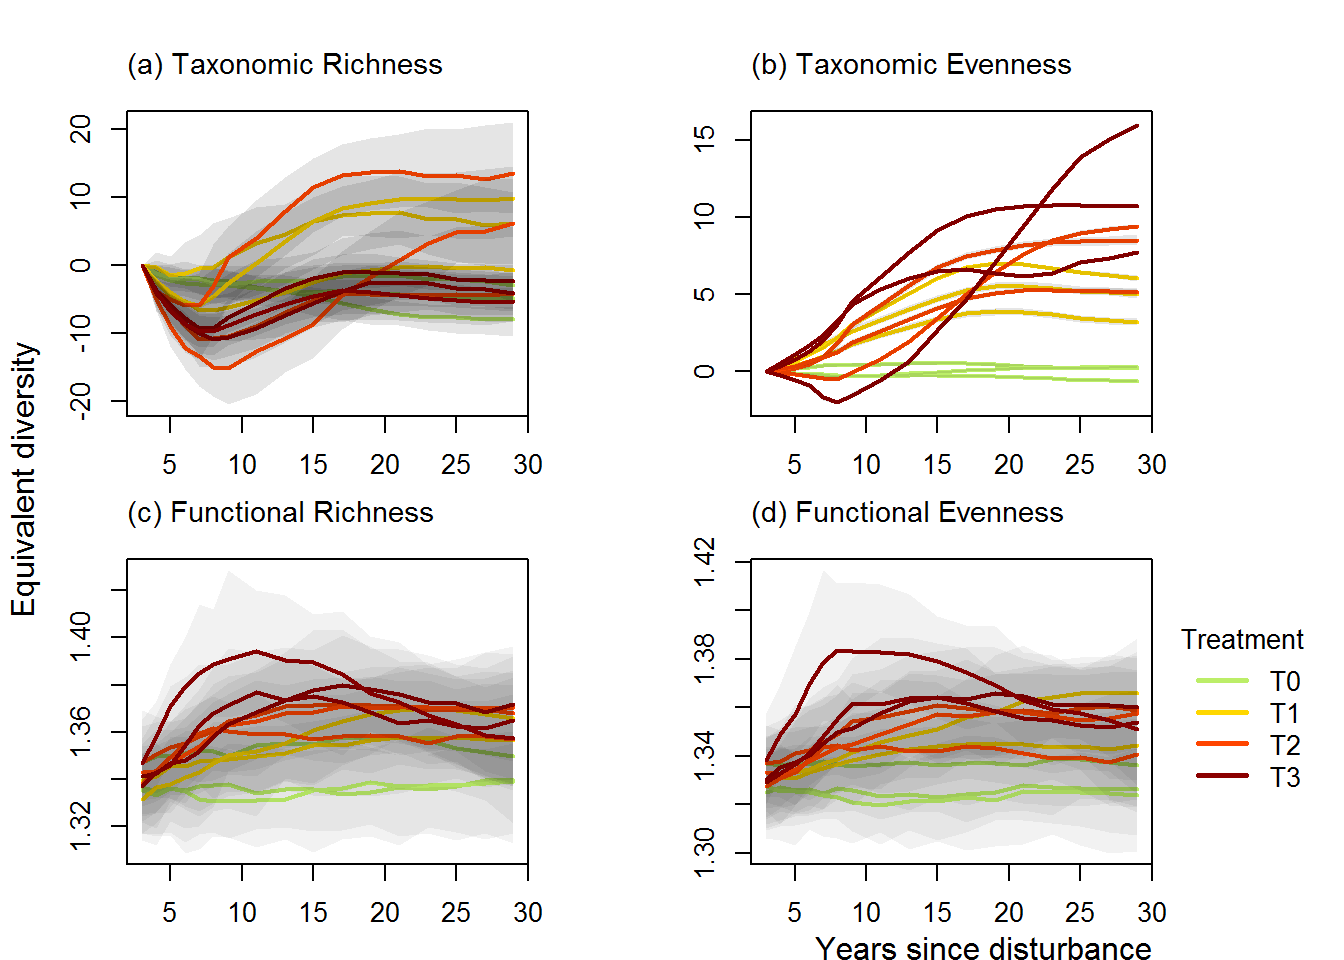 (a) Taxonomic Richness
(b) Taxonomic Evenness
20
10
0
-10
-20
5 10 15 20 25 30
15
10
5
0
5 10 15 20 25 30
Equivalent diversity
(c) Functional Richness
(d) Functional Evenness
1.40
1.36
1.32
5 10 15 20 25 30
1.42
1.38
1.34
1.30
5 10 15 20 25 30
Years since disturbance
Treatment
T0
T1
T2
T3